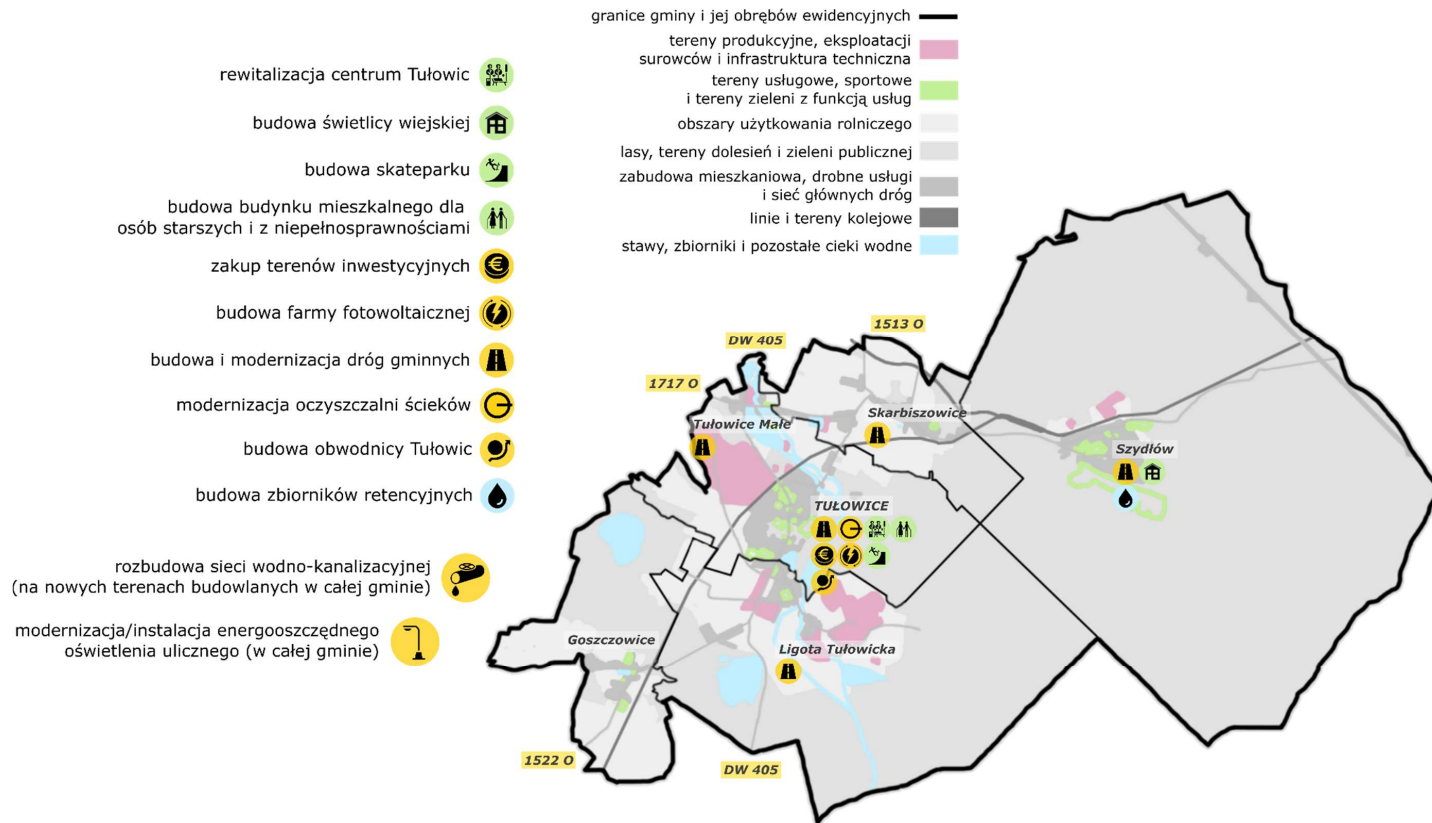 granice gminy i jej obrębów ewidencyjnych
tereny produkcyjne, eksploatacji
surowców i infrastruktura techniczna
tereny usługowe, sportowe
i tereny zieleni z funkcją usług
obszary użytkowania rolniczego
lasy, tereny dolesień i zieleni publicznej
zabudowa mieszkaniowa, drobne usługi
i sieć głównych dróg
linie i tereny kolejowe
stawy, zbiorniki i pozostałe cieki wodne
rewitalizacja centrum Tułowic
budowa świetlicy wiejskiej
budowa skateparku
budowa budynku mieszkalnego dla
osób starszych i z niepełnosprawnościami
zakup terenów inwestycyjnych
budowa farmy fotowoltaicznej
budowa i modernizacja dróg gminnych
modernizacja oczyszczalni ścieków
budowa obwodnicy Tułowic
budowa zbiorników retencyjnych
rozbudowa sieci wodno-kanalizacyjnej
(na nowych terenach budowlanych w całej gminie)
modernizacja/instalacja energooszczędnego
oświetlenia ulicznego (w całej gminie)
1513 O
DW 405
1717 O
Tułowice Małe
Skarbiszowice
Szydłów
TUŁOWICE
Goszczowice
Ligota Tułowicka
1522 O
DW 405